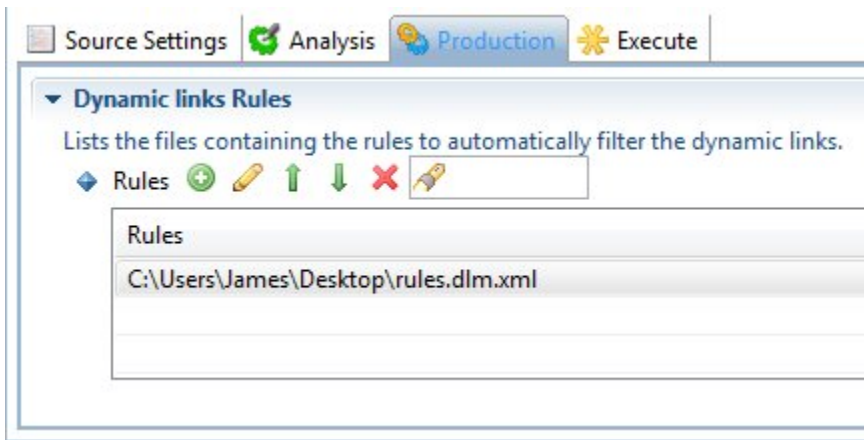 Source Settings Analysis Production Execute
Dynamic links Rules
Lists the files containing the rules to automatically filter the dynamic links.
Rules
Rules
C:\Users\James\Desktop\rules.dlm.xml